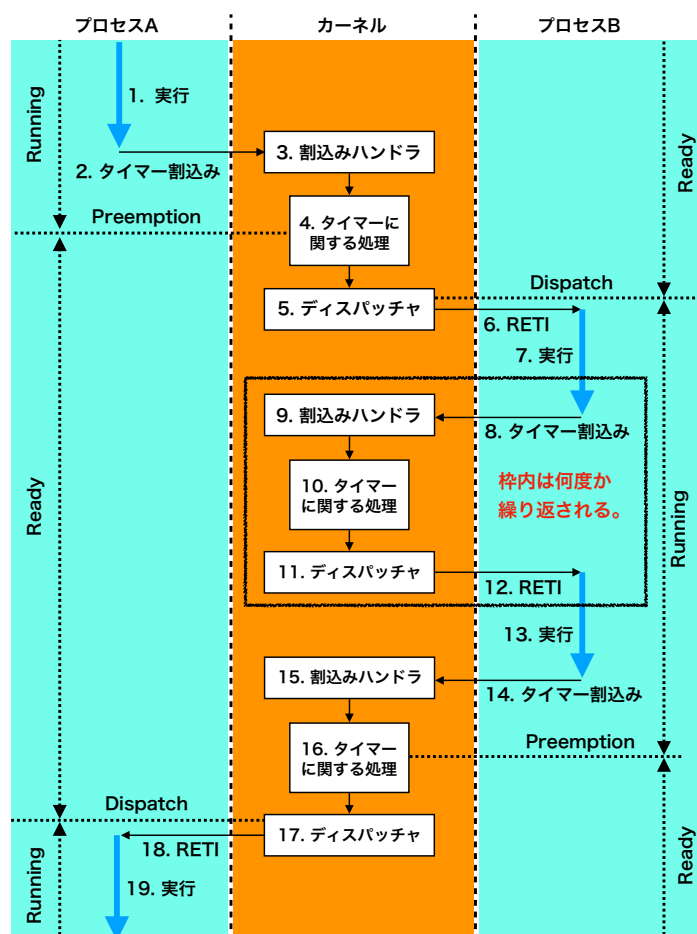 プロセスA
カーネル
プロセスB
Running
1. 実行
2. タイマー割込み
3. 割込みハンドラ
Ready
Preemption
4. タイマーに
関する処理
Dispatch
5. ディスパッチャ
6. RETI
7. 実行
9. 割込みハンドラ
8. タイマー割込み
Ready
10. タイマー
に関する処理
枠内は何度か
繰り返される。
Running
11. ディスパッチャ
12. RETI
13. 実行
15. 割込みハンドラ
14. タイマー割込み
16. タイマー
に関する処理
Preemption
Dispatch
17. ディスパッチャ
18. RETI
Running
19. 実行
Ready